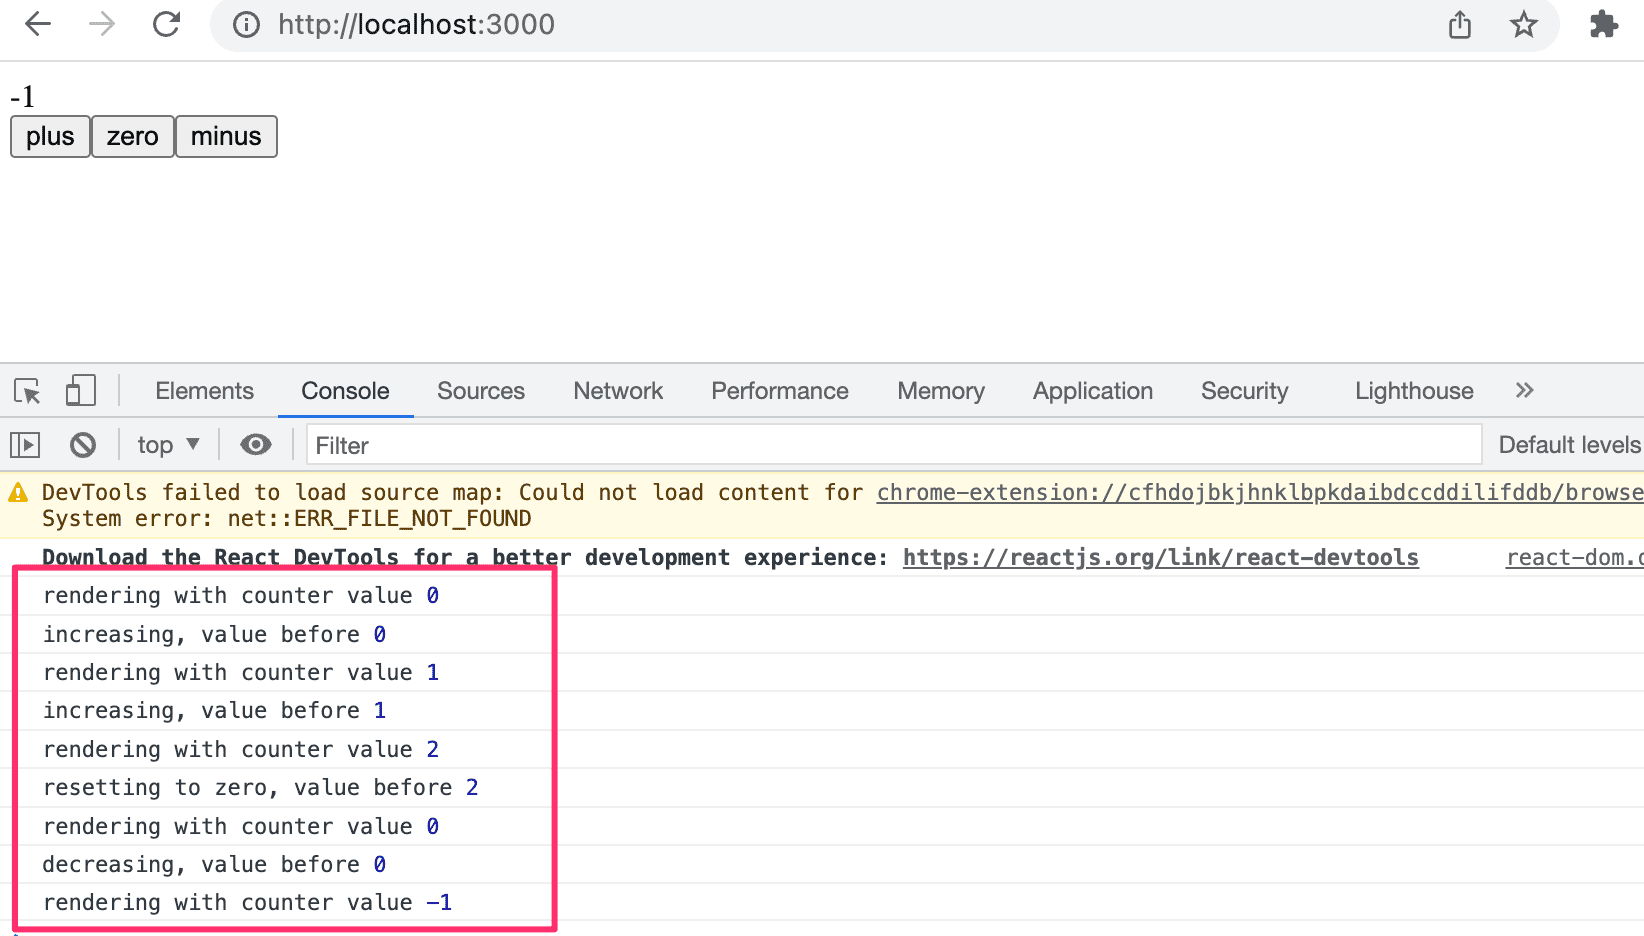 http://localhost:3000
-1
plus zero minus
Elements Console Sources Network Performance Memory Application Security Lighthouse »
top ▼ Filter Default levels
DevTools failed to load source map: Could not load content for chrome-extension://cfhdojbkjhnklbpkdaibdccddilifddb/browse
System error: net::ERR_FILE_NOT_FOUND
Download the React DevTools for a better development experience: https://reactjs.org/link/react-devtools react-dom.d
rendering with counter value 0
increasing, value before 0
rendering with counter value 1
increasing, value before 1
rendering with counter value 2
resetting to zero, value before 2
rendering with counter value 0
decreasing, value before 0
rendering with counter value -1